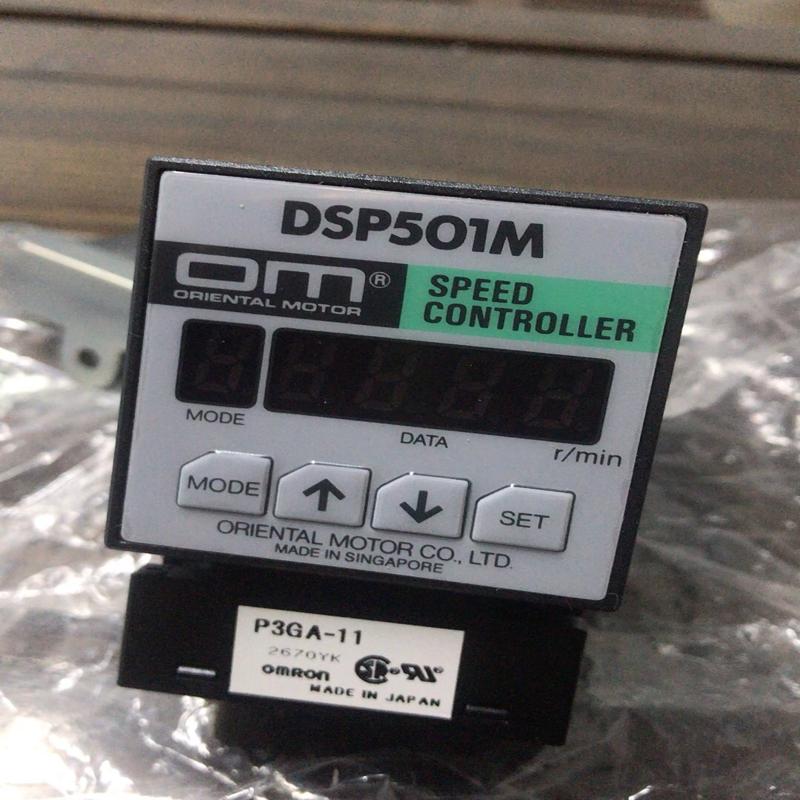 DSP501M
OM®
ORIENTAL MOTOR
SPEED
CONTROLLER
MODE
DATA
r/min
MODE
↑
↓
SET
ORIENTAL MOTOR CO., LTD.
MADE IN SINGAPORE
P3GA-11
2670YK
OMRON
MADE IN JAPAN